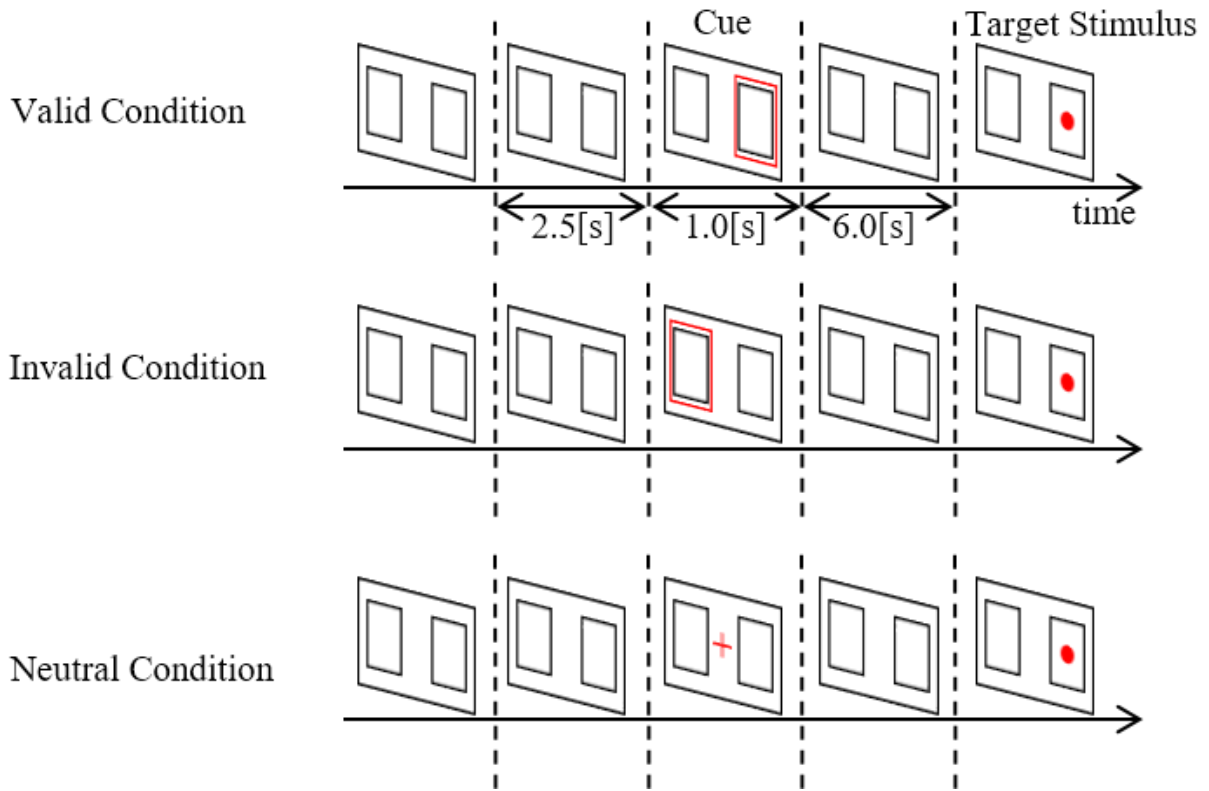 Cue
Target Stimulus
Valid Condition
2.5[s]
1.0[s]
6.0[s]
time
Invalid Condition
Neutral Condition